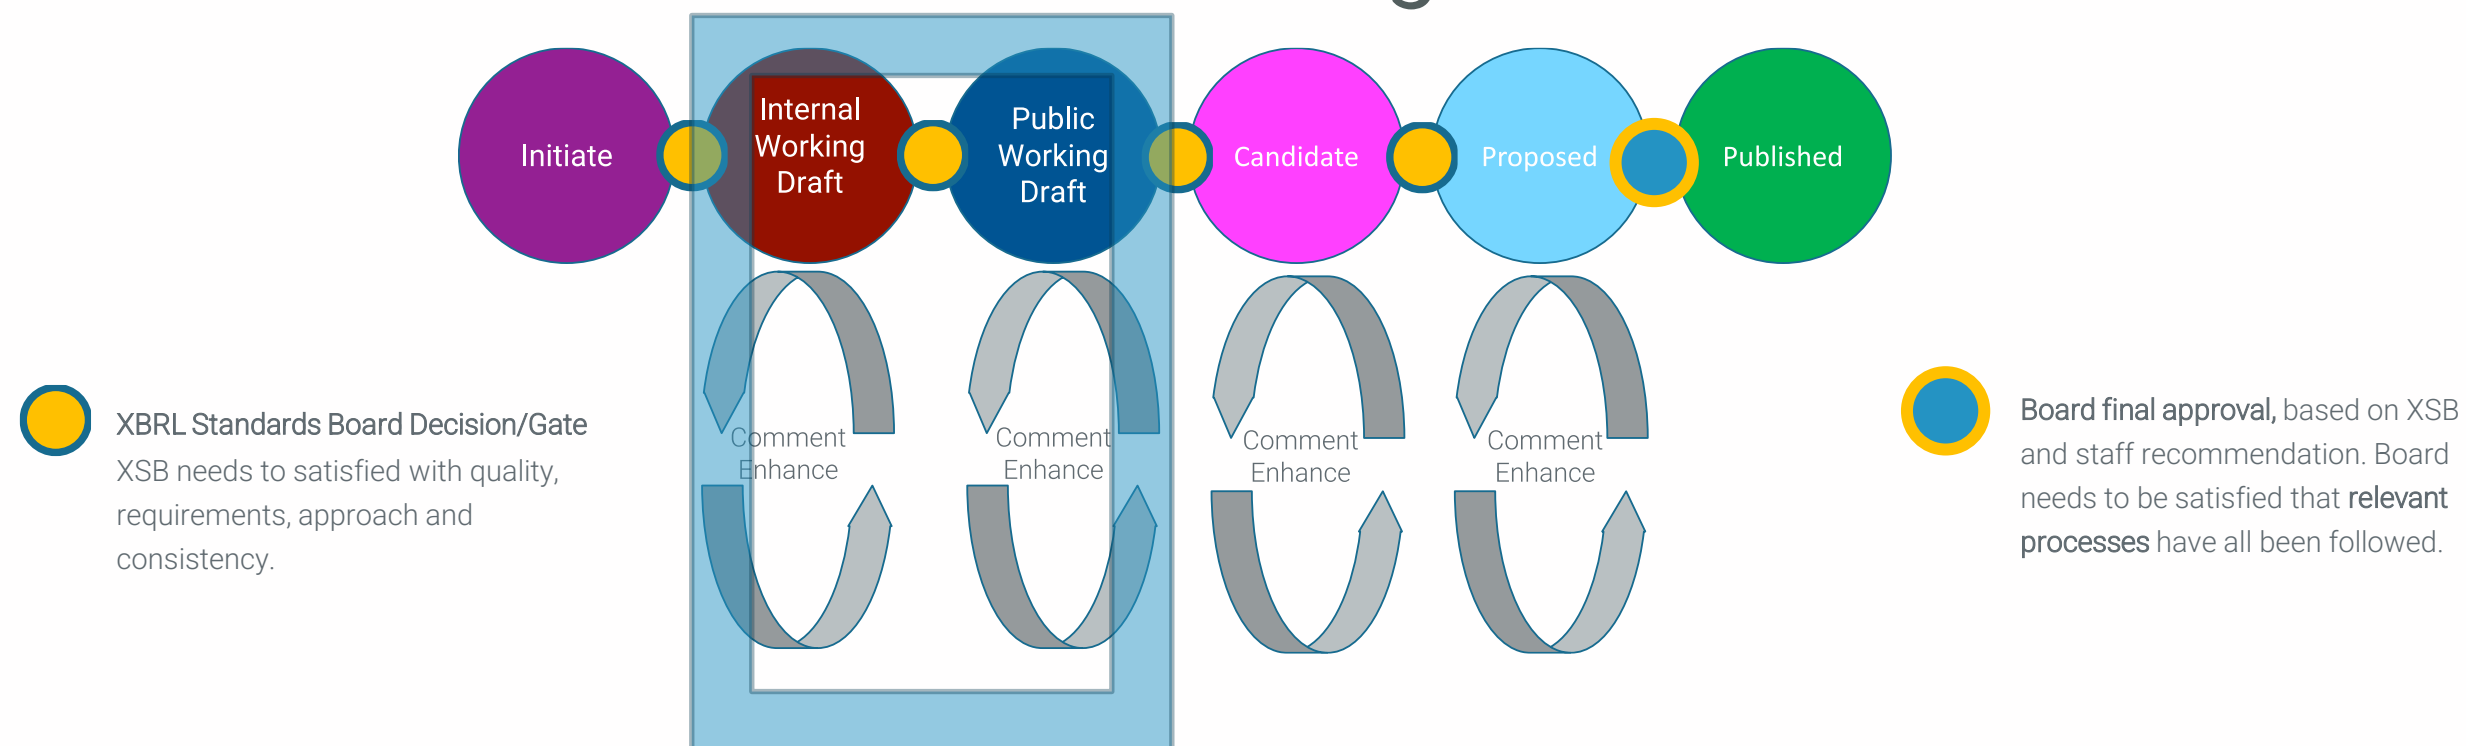 Initiate
Internal
Working
Draft
Public
Working
Draft
Candidate
Proposed
Published
Comment
Enhance
Comment
Enhance
Comment
Enhance
Comment
Enhance
XBRL Standards Board Decision/Gate
XSB needs to satisfied with quality,
requirements, approach and
consistency.
Board final approval, based on XSB
and staff recommendation. Board
needs to be satisfied that relevant
processes have all been followed.